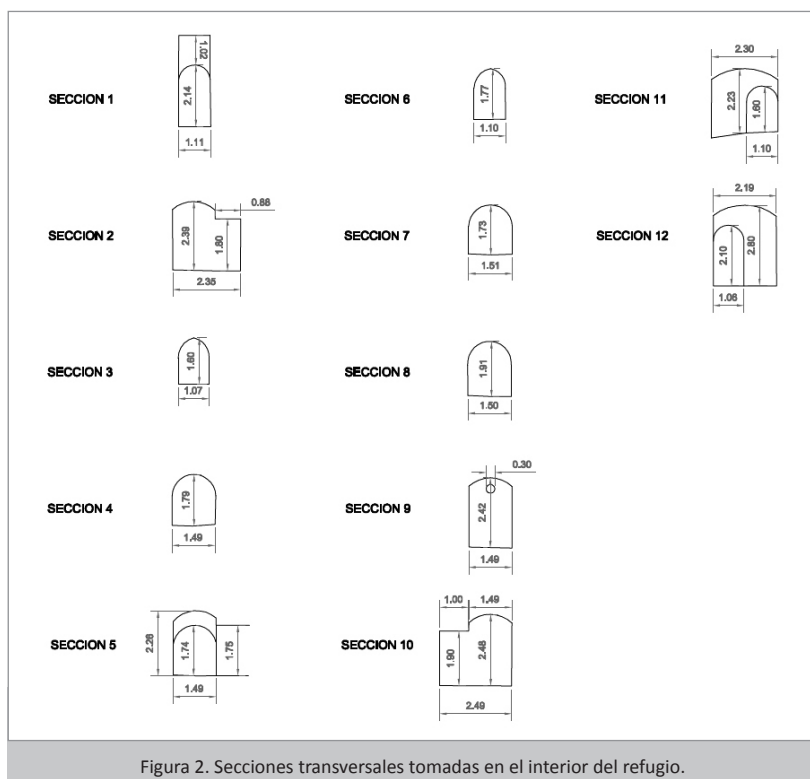 SECCION 1
1.02
2.14
1.11
SECCION 2
0.86
2.39
1.60
2.35
SECCION 3
1.60
1.07
SECCION 4
1.79
1.49
SECCION 5
2.26
1.74
1.75
1.49
SECCION 6
1.77
1.10
SECCION 7
1.73
1.51
SECCION 8
1.91
1.50
SECCION 9
0.30
2.42
1.49
SECCION 10
1.00
1.49
1.90
2.48
2.49
SECCION 11
2.30
2.23
1.60
1.10
SECCION 12
2.19
2.10
2.80
1.06
Figura 2. Secciones transversales tomadas en el interior del refugio.